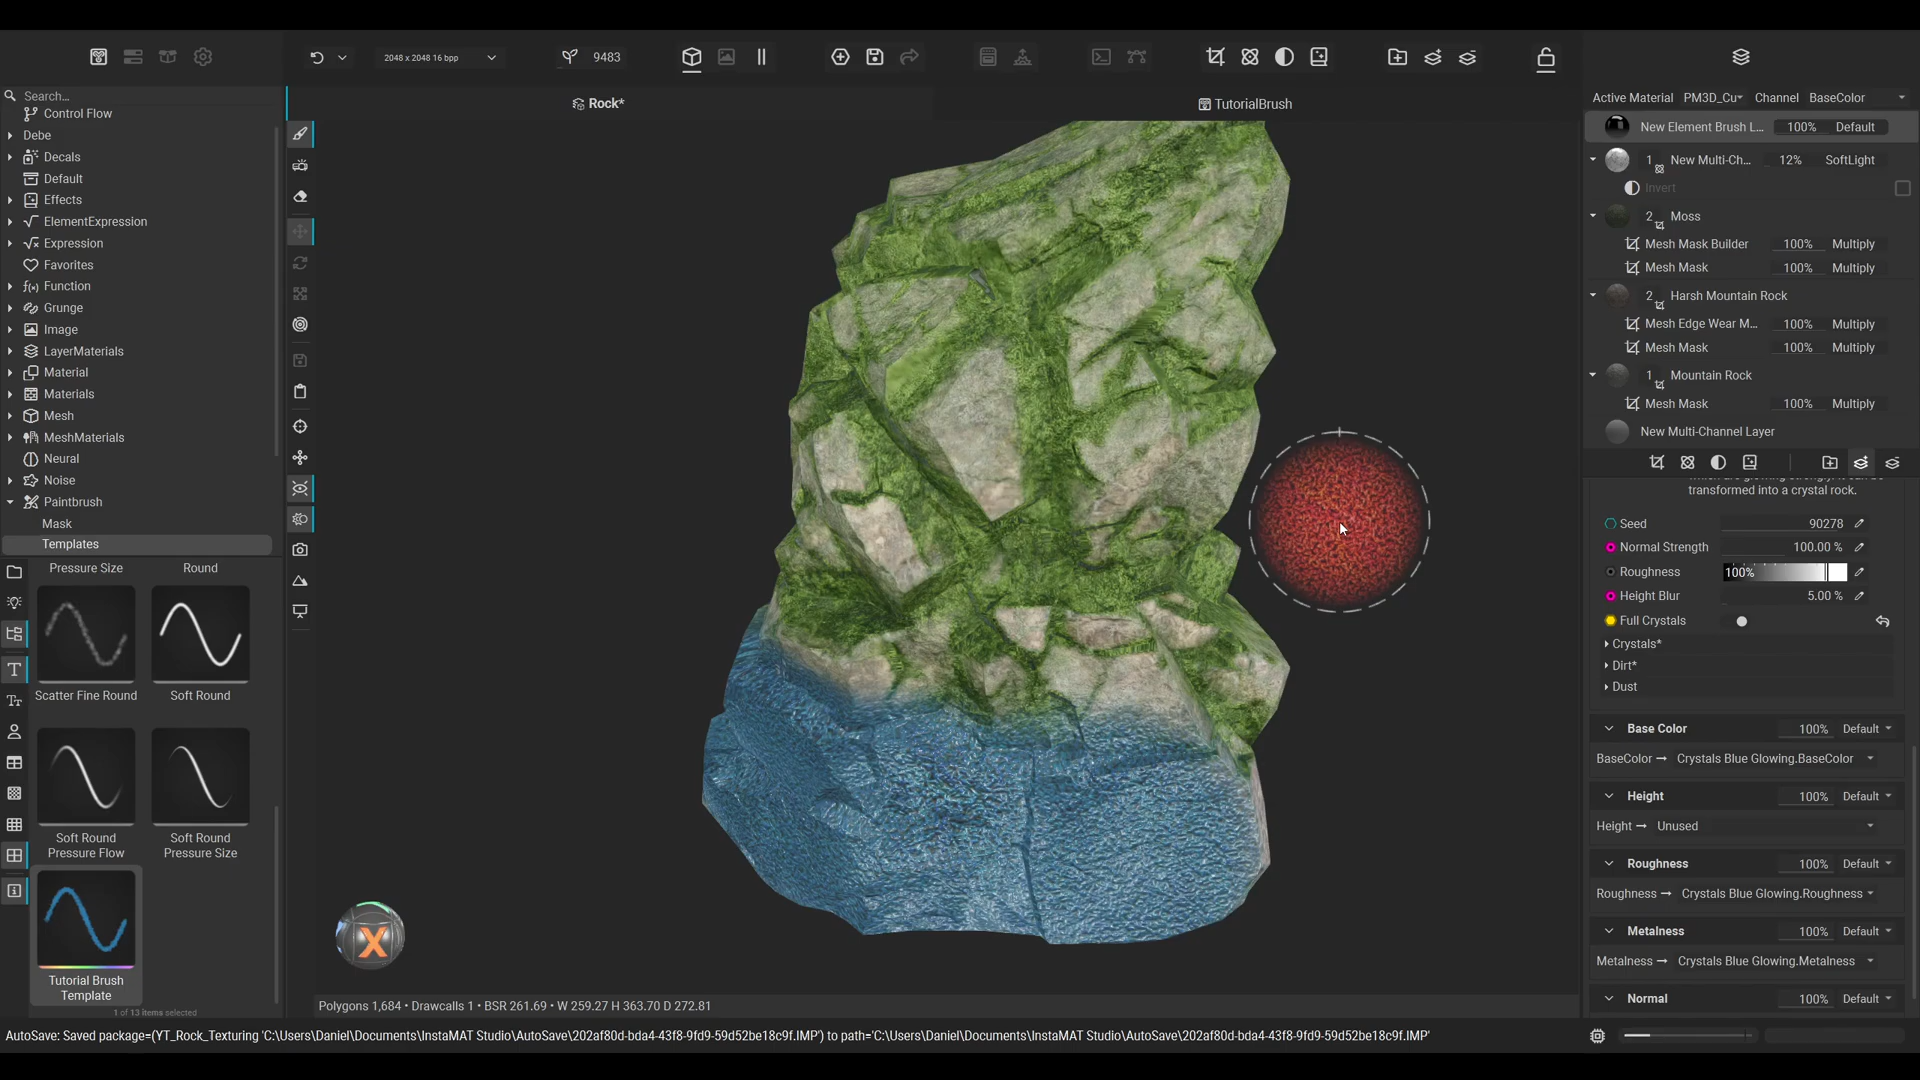 2048 x 2048 16 bpp
9483
Search...
Rock*
TutorialBrush
Active Material
PM3D_Cu
Channel
BaseColor
Control Flow
Debe
Decals
Default
Effects
ElementExpression
Expression
Favorites
Function
Grunge
Image
LayerMaterials
Material
Materials
Mesh
MeshMaterials
Neural
Noise
Paintbrush
Mask
Templates
Pressure Size
Round
Scatter Fine Round
Soft Round
Soft Round
Pressure Flow
Soft Round
Pressure Size
Tutorial Brush
Template
1 of 13 items selected
New Element Brush L... 100% Default
1 New Multi-Ch... 12% SoftLight
Invert
2 Moss
Mesh Mask Builder 100% Multiply
Mesh Mask 100% Multiply
2 Harsh Mountain Rock
Mesh Edge Wear M... 100% Multiply
Mesh Mask 100% Multiply
1 Mountain Rock
Mesh Mask 100% Multiply
New Multi-Channel Layer
transformed into a crystal rock.
Seed 90278
Normal Strength 100.00 %
Roughness 100%
Height Blur 5.00 %
Full Crystals
Crystals*
Dirt*
Dust
Base Color 100% Default
BaseColor → Crystals Blue Glowing.BaseColor
Height 100% Default
Height → Unused
Roughness 100% Default
Roughness → Crystals Blue Glowing.Roughness
Metalness 100% Default
Metalness → Crystals Blue Glowing.Metalness
Normal 100% Default
X
Polygons 1,684 • Drawcalls 1 • BSR 261.69 • W 259.27 H 363.70 D 272.81
AutoSave: Saved package=(YT_Rock_Texturing 'C:\Users\Daniel\Documents\InstaMAT Studio\AutoSave\202af80d-bda4-43f8-9fd9-59d52be18c9f.IMP') to path='C:\Users\Daniel\Documents\InstaMAT Studio\AutoSave\202af80d-bda4-43f8-9fd9-59d52be18c9f.IMP'